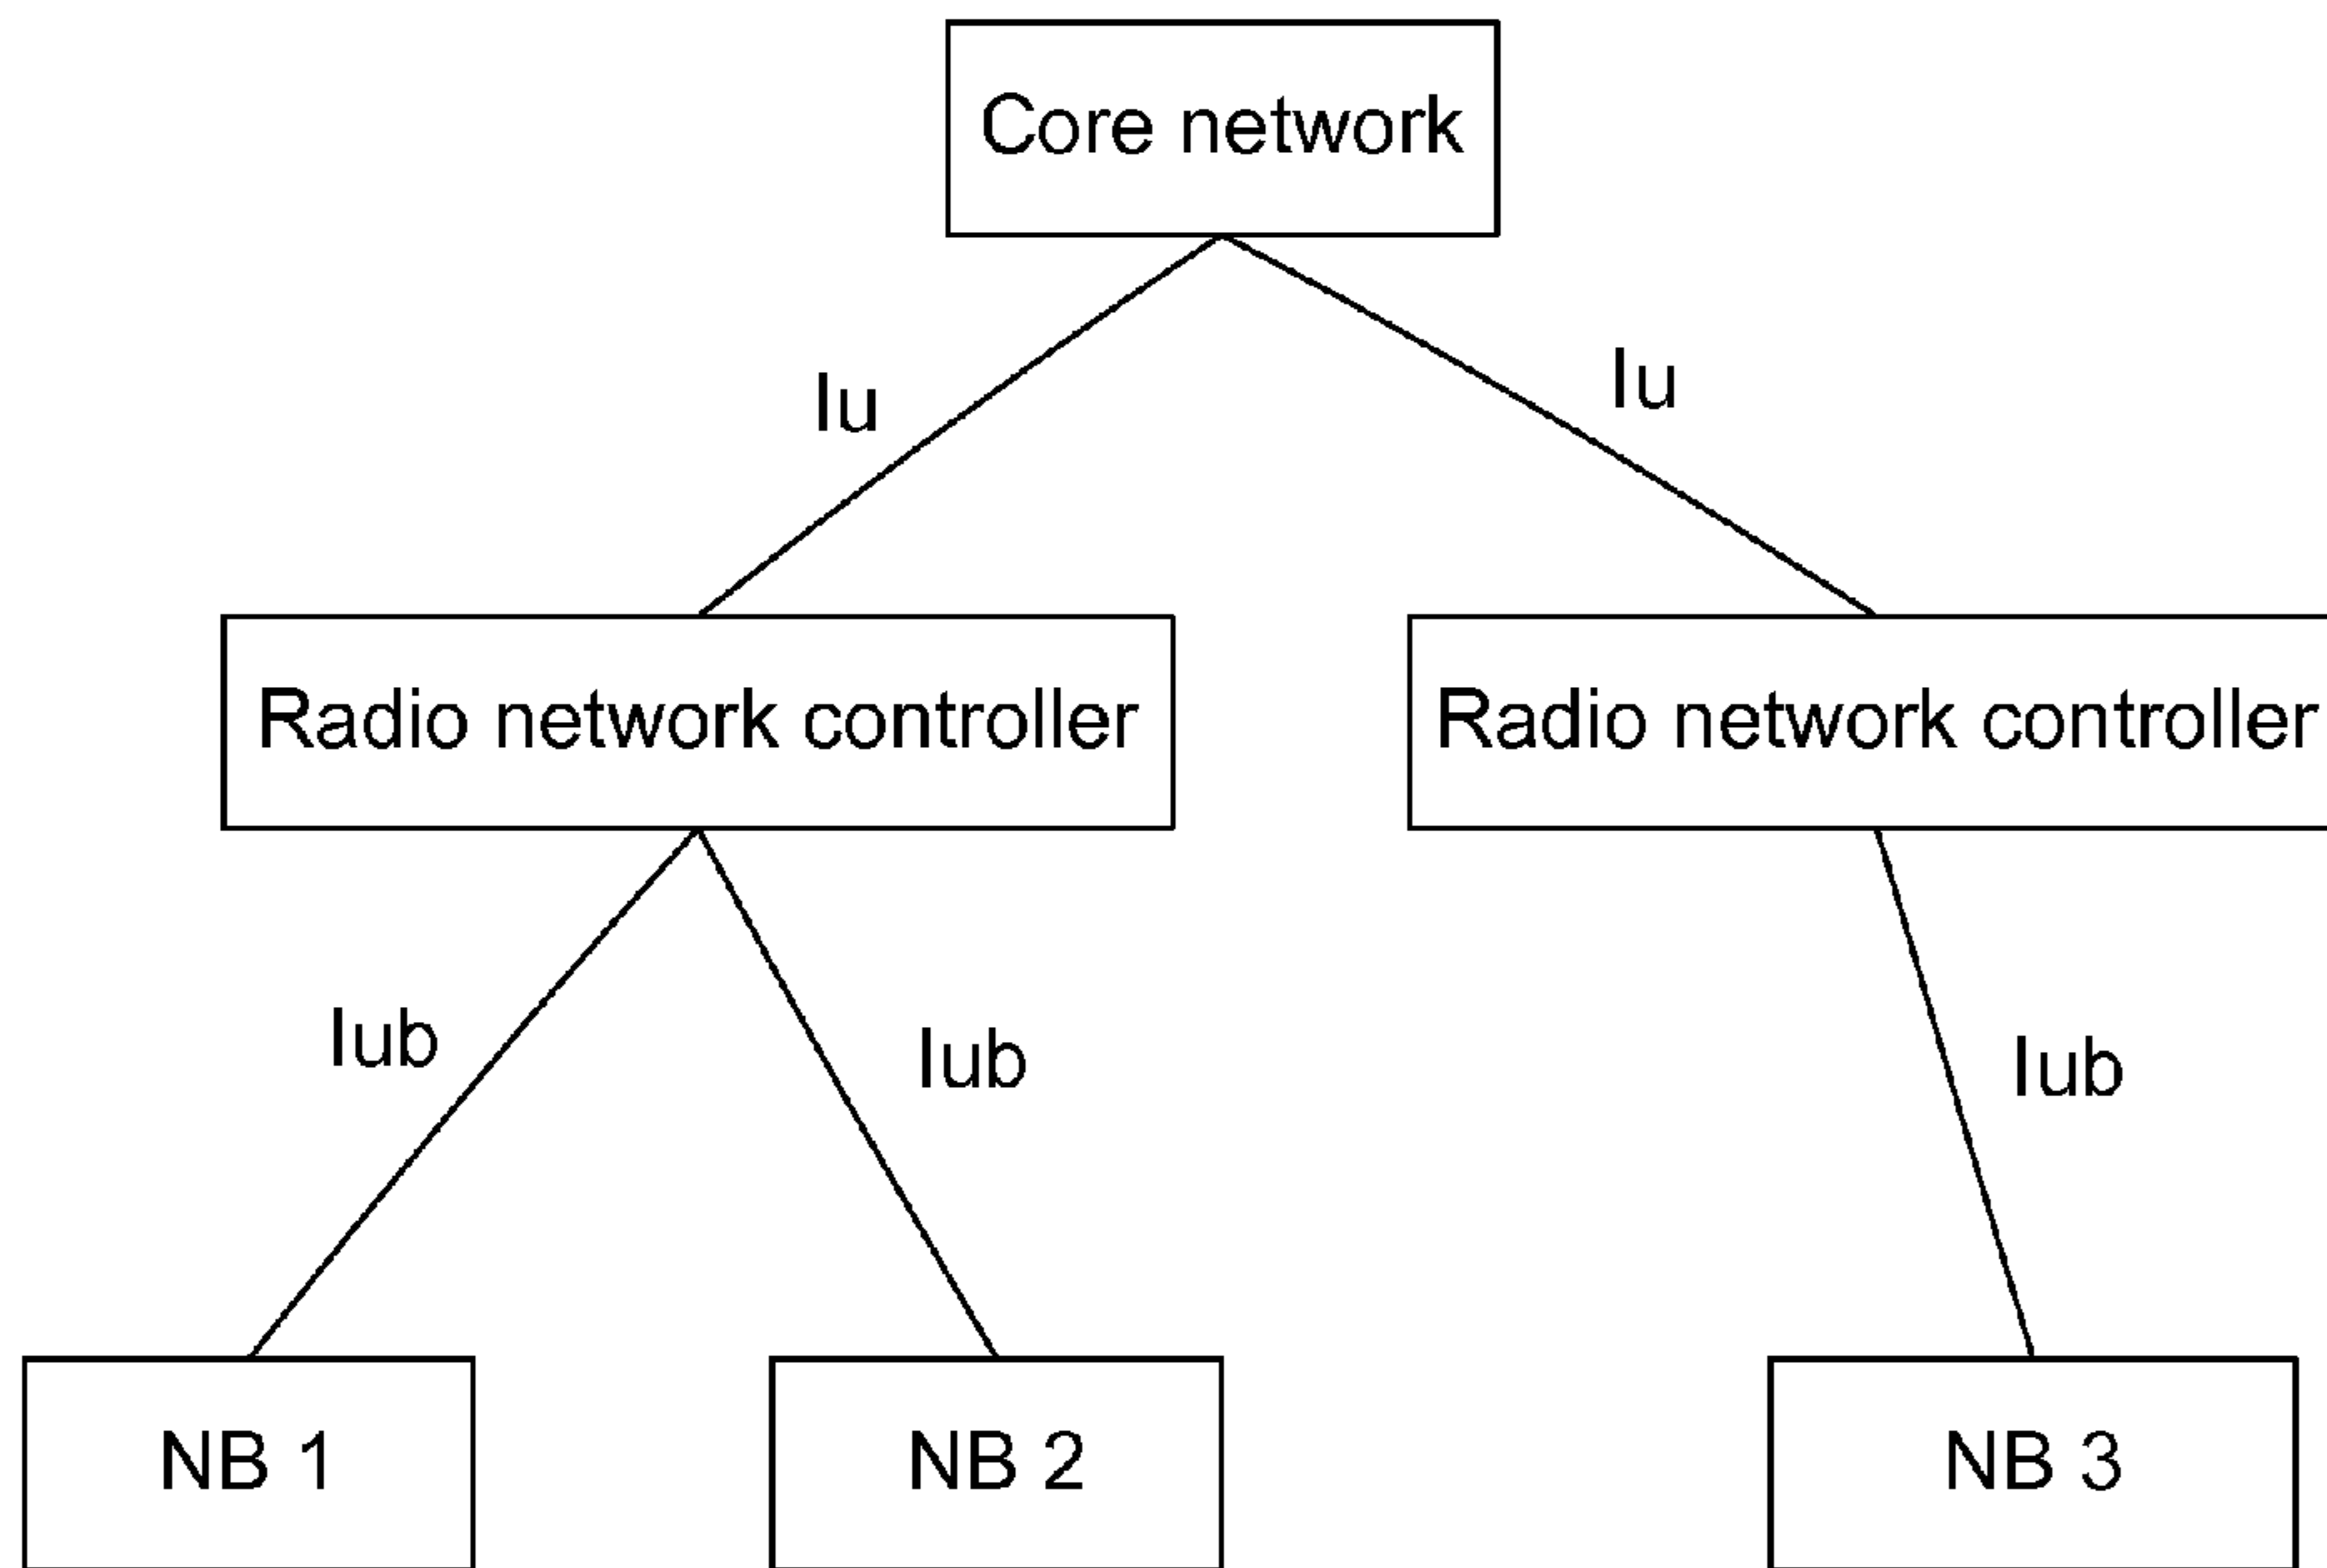 Core network
Iu
Iu
Radio network controller
Radio network controller
Iub
Iub
Iub
NB 1
NB 2
NB 3